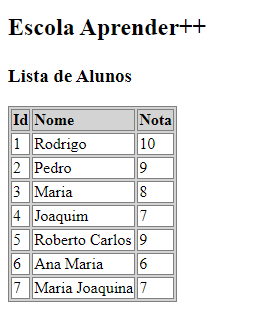 Escola Aprender++
Lista de Alunos
Id Nome Nota
1 Rodrigo 10
2 Pedro 9
3 Maria 8
4 Joaquim 7
5 Roberto Carlos 9
6 Ana Maria 6
7 Maria Joaquina 7